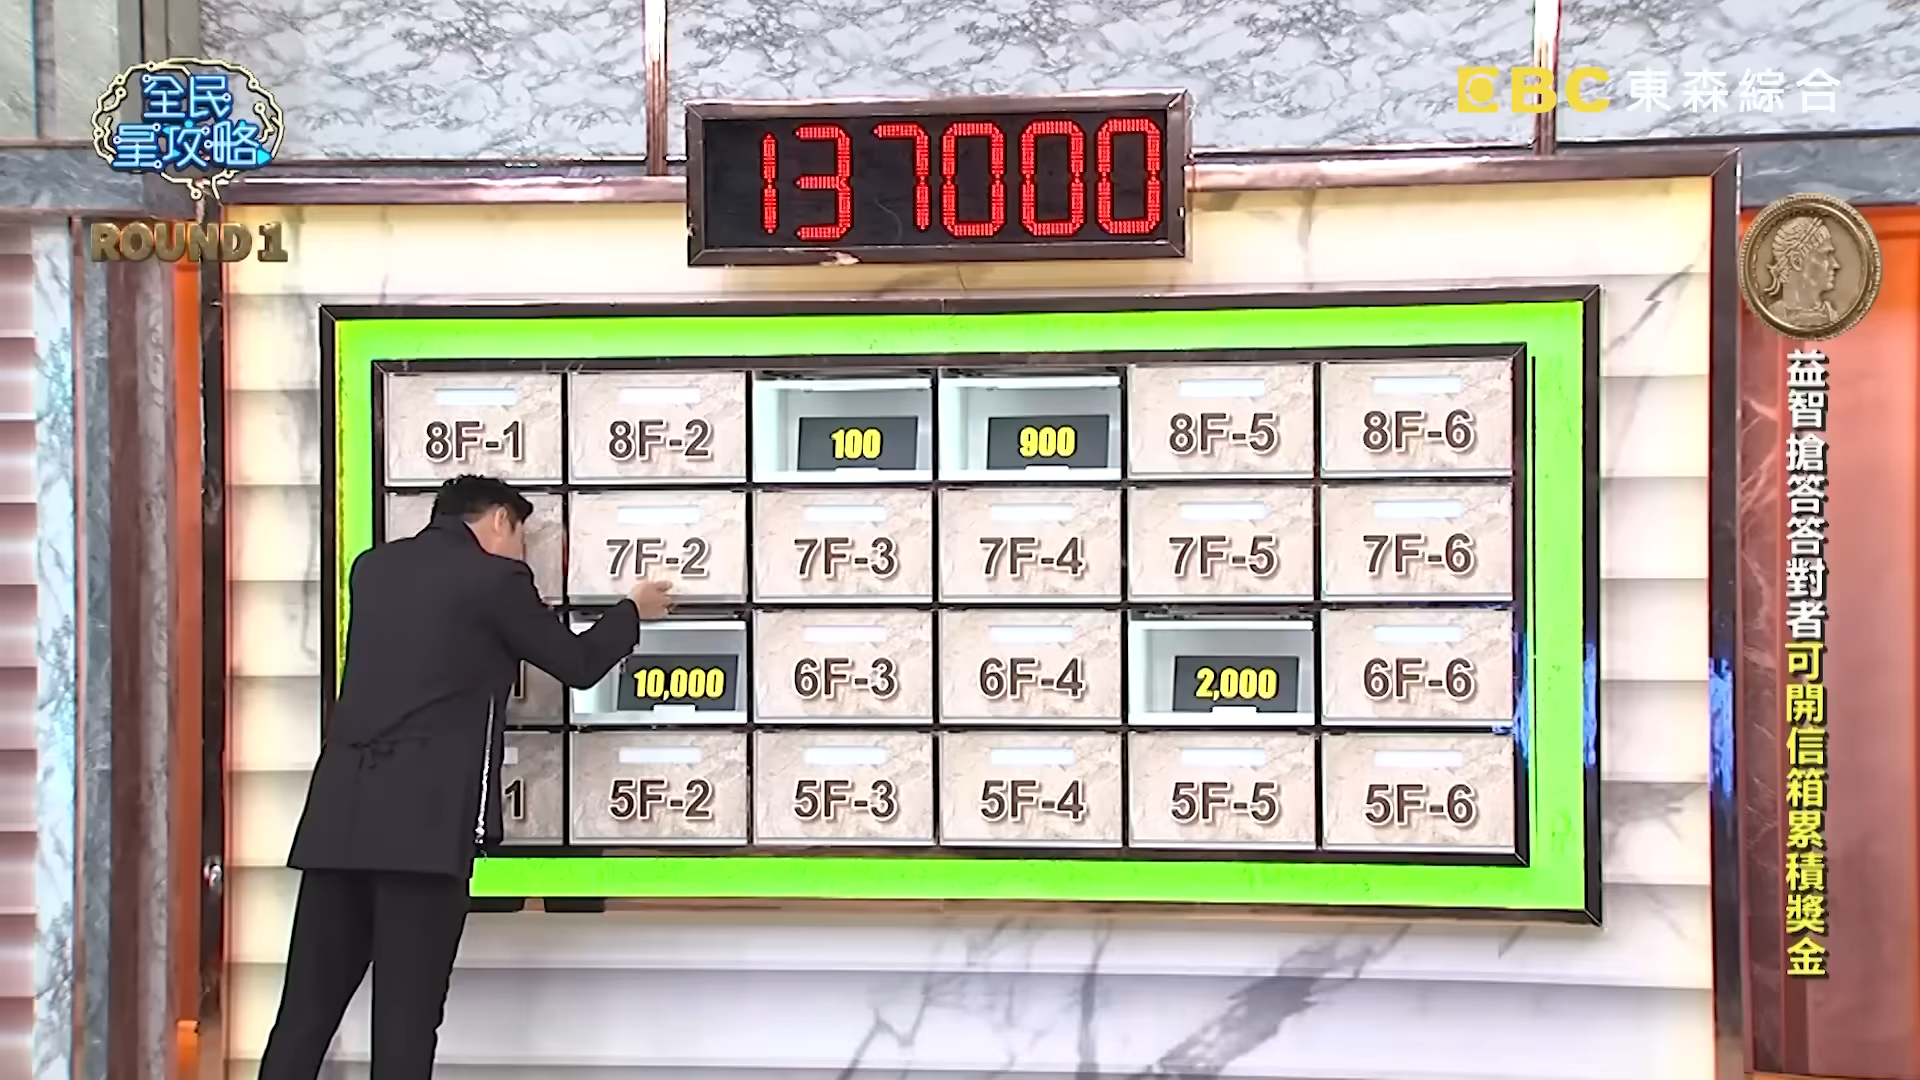 全民
星攻略
ROUND 1
EBC 東森綜合
137000
8F-1
8F-2
100
900
8F-5
8F-6
7F-2
7F-3
7F-4
7F-5
7F-6
10,000
6F-3
6F-4
2,000
6F-6
1
5F-2
5F-3
5F-4
5F-5
5F-6
益智搶答答對者可開信箱累積獎金